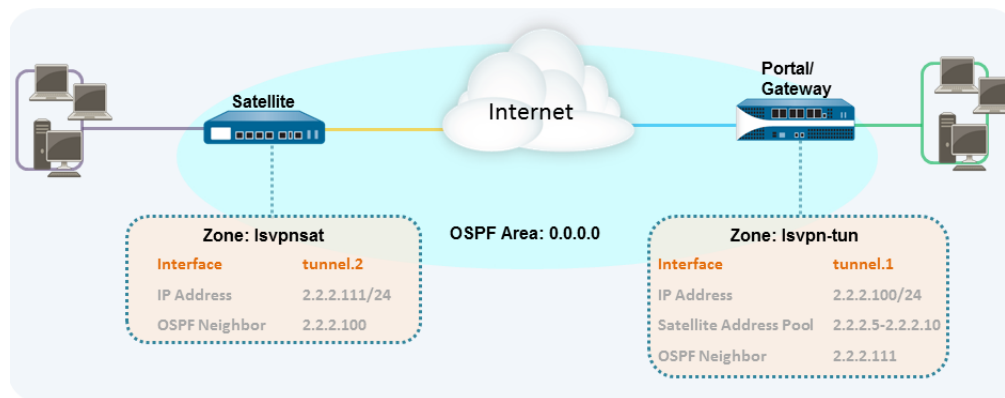 Portal/
Gateway
Satellite
Internet
Zone: lsvpnsat
Interface tunnel.2
IP Address 2.2.2.111/24
OSPF Neighbor 2.2.2.100
OSPF Area: 0.0.0.0
Zone: lsvpn-tun
Interface tunnel.1
IP Address 2.2.2.100/24
Satellite Address Pool 2.2.2.5-2.2.2.10
OSPF Neighbor 2.2.2.111